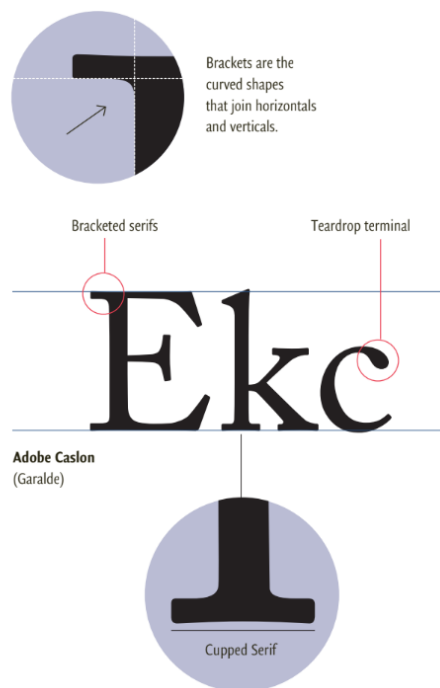 Brackets are the
curved shapes
that join horizontals
and verticals.
Bracketed serifs
Teardrop terminal
Ekc
Adobe Caslon
(Garalde)
Cupped Serif